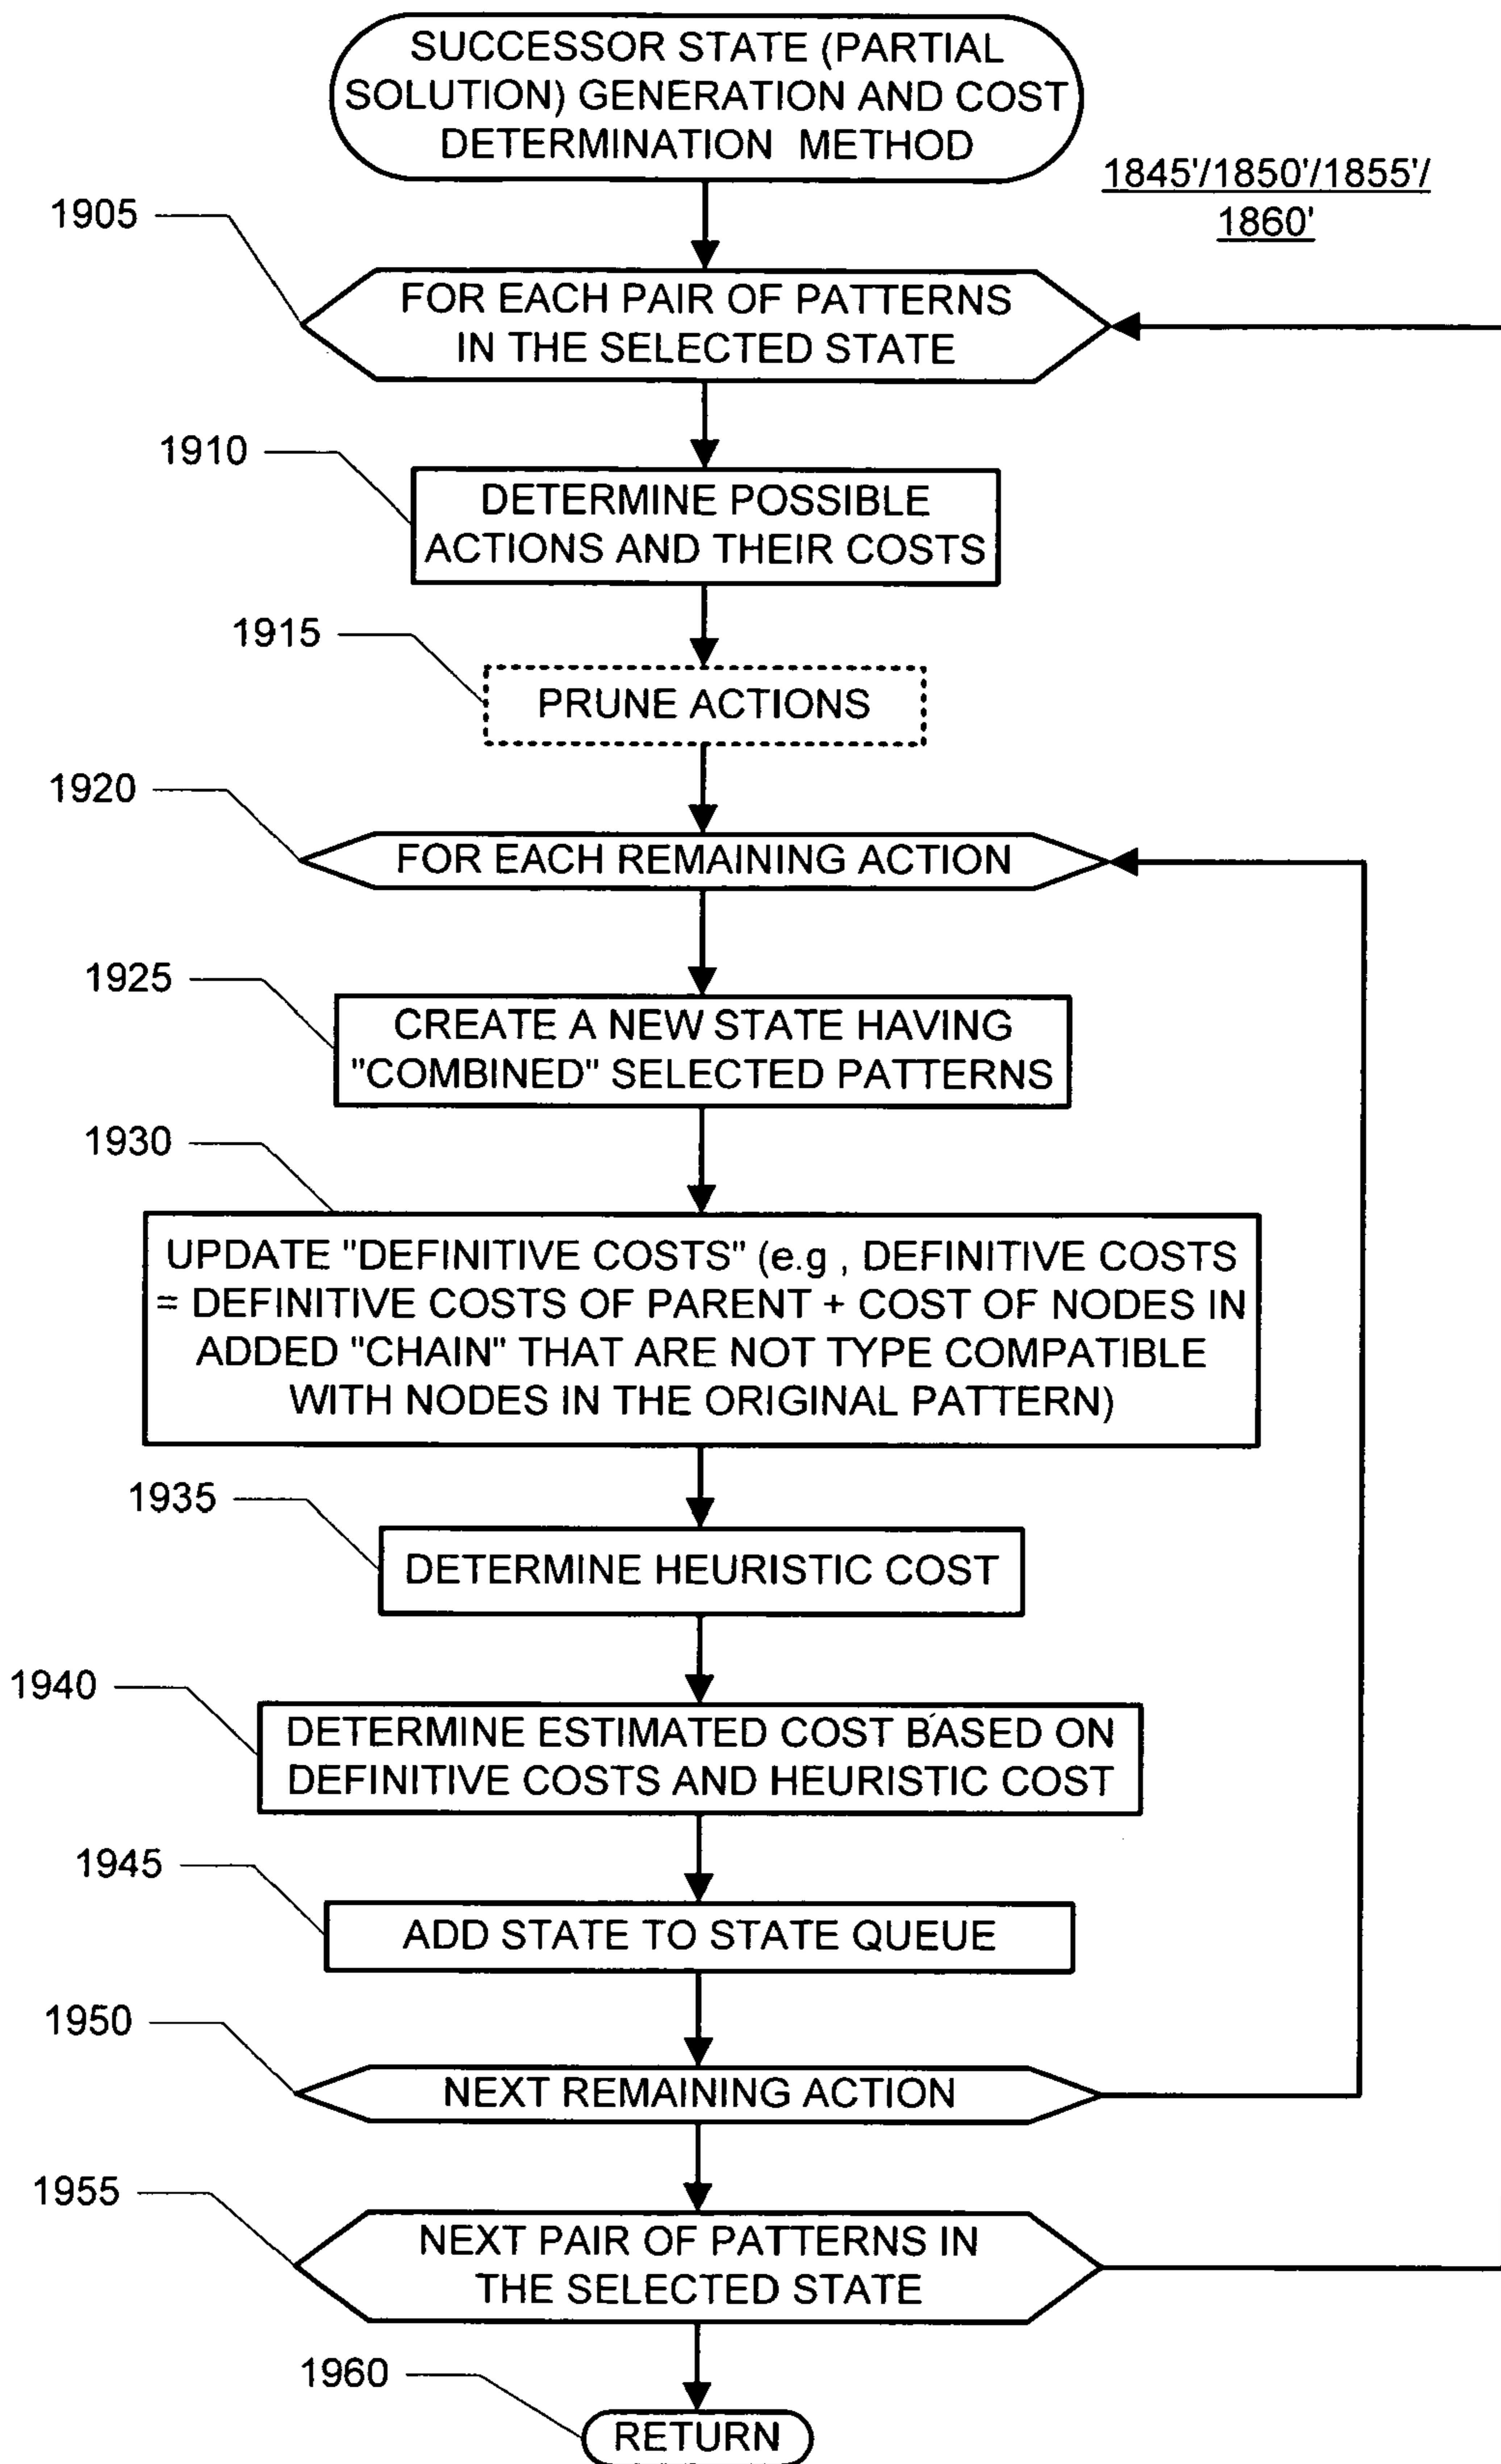 SUCCESSOR STATE (PARTIAL
SOLUTION) GENERATION AND COST
DETERMINATION METHOD
1845'/1850'/1855'/
1860'
1905
FOR EACH PAIR OF PATTERNS
IN THE SELECTED STATE
1910
DETERMINE POSSIBLE
ACTIONS AND THEIR COSTS
1915
PRUNE ACTIONS
1920
FOR EACH REMAINING ACTION
1925
CREATE A NEW STATE HAVING
"COMBINED" SELECTED PATTERNS
1930
UPDATE "DEFINITIVE COSTS" (e.g , DEFINITIVE COSTS
= DEFINITIVE COSTS OF PARENT + COST OF NODES IN
ADDED "CHAIN" THAT ARE NOT TYPE COMPATIBLE
WITH NODES IN THE ORIGINAL PATTERN)
1935
DETERMINE HEURISTIC COST
1940
DETERMINE ESTIMATED COST BASED ON
DEFINITIVE COSTS AND HEURISTIC COST
1945
ADD STATE TO STATE QUEUE
1950
NEXT REMAINING ACTION
1955
NEXT PAIR OF PATTERNS IN
THE SELECTED STATE
1960
RETURN